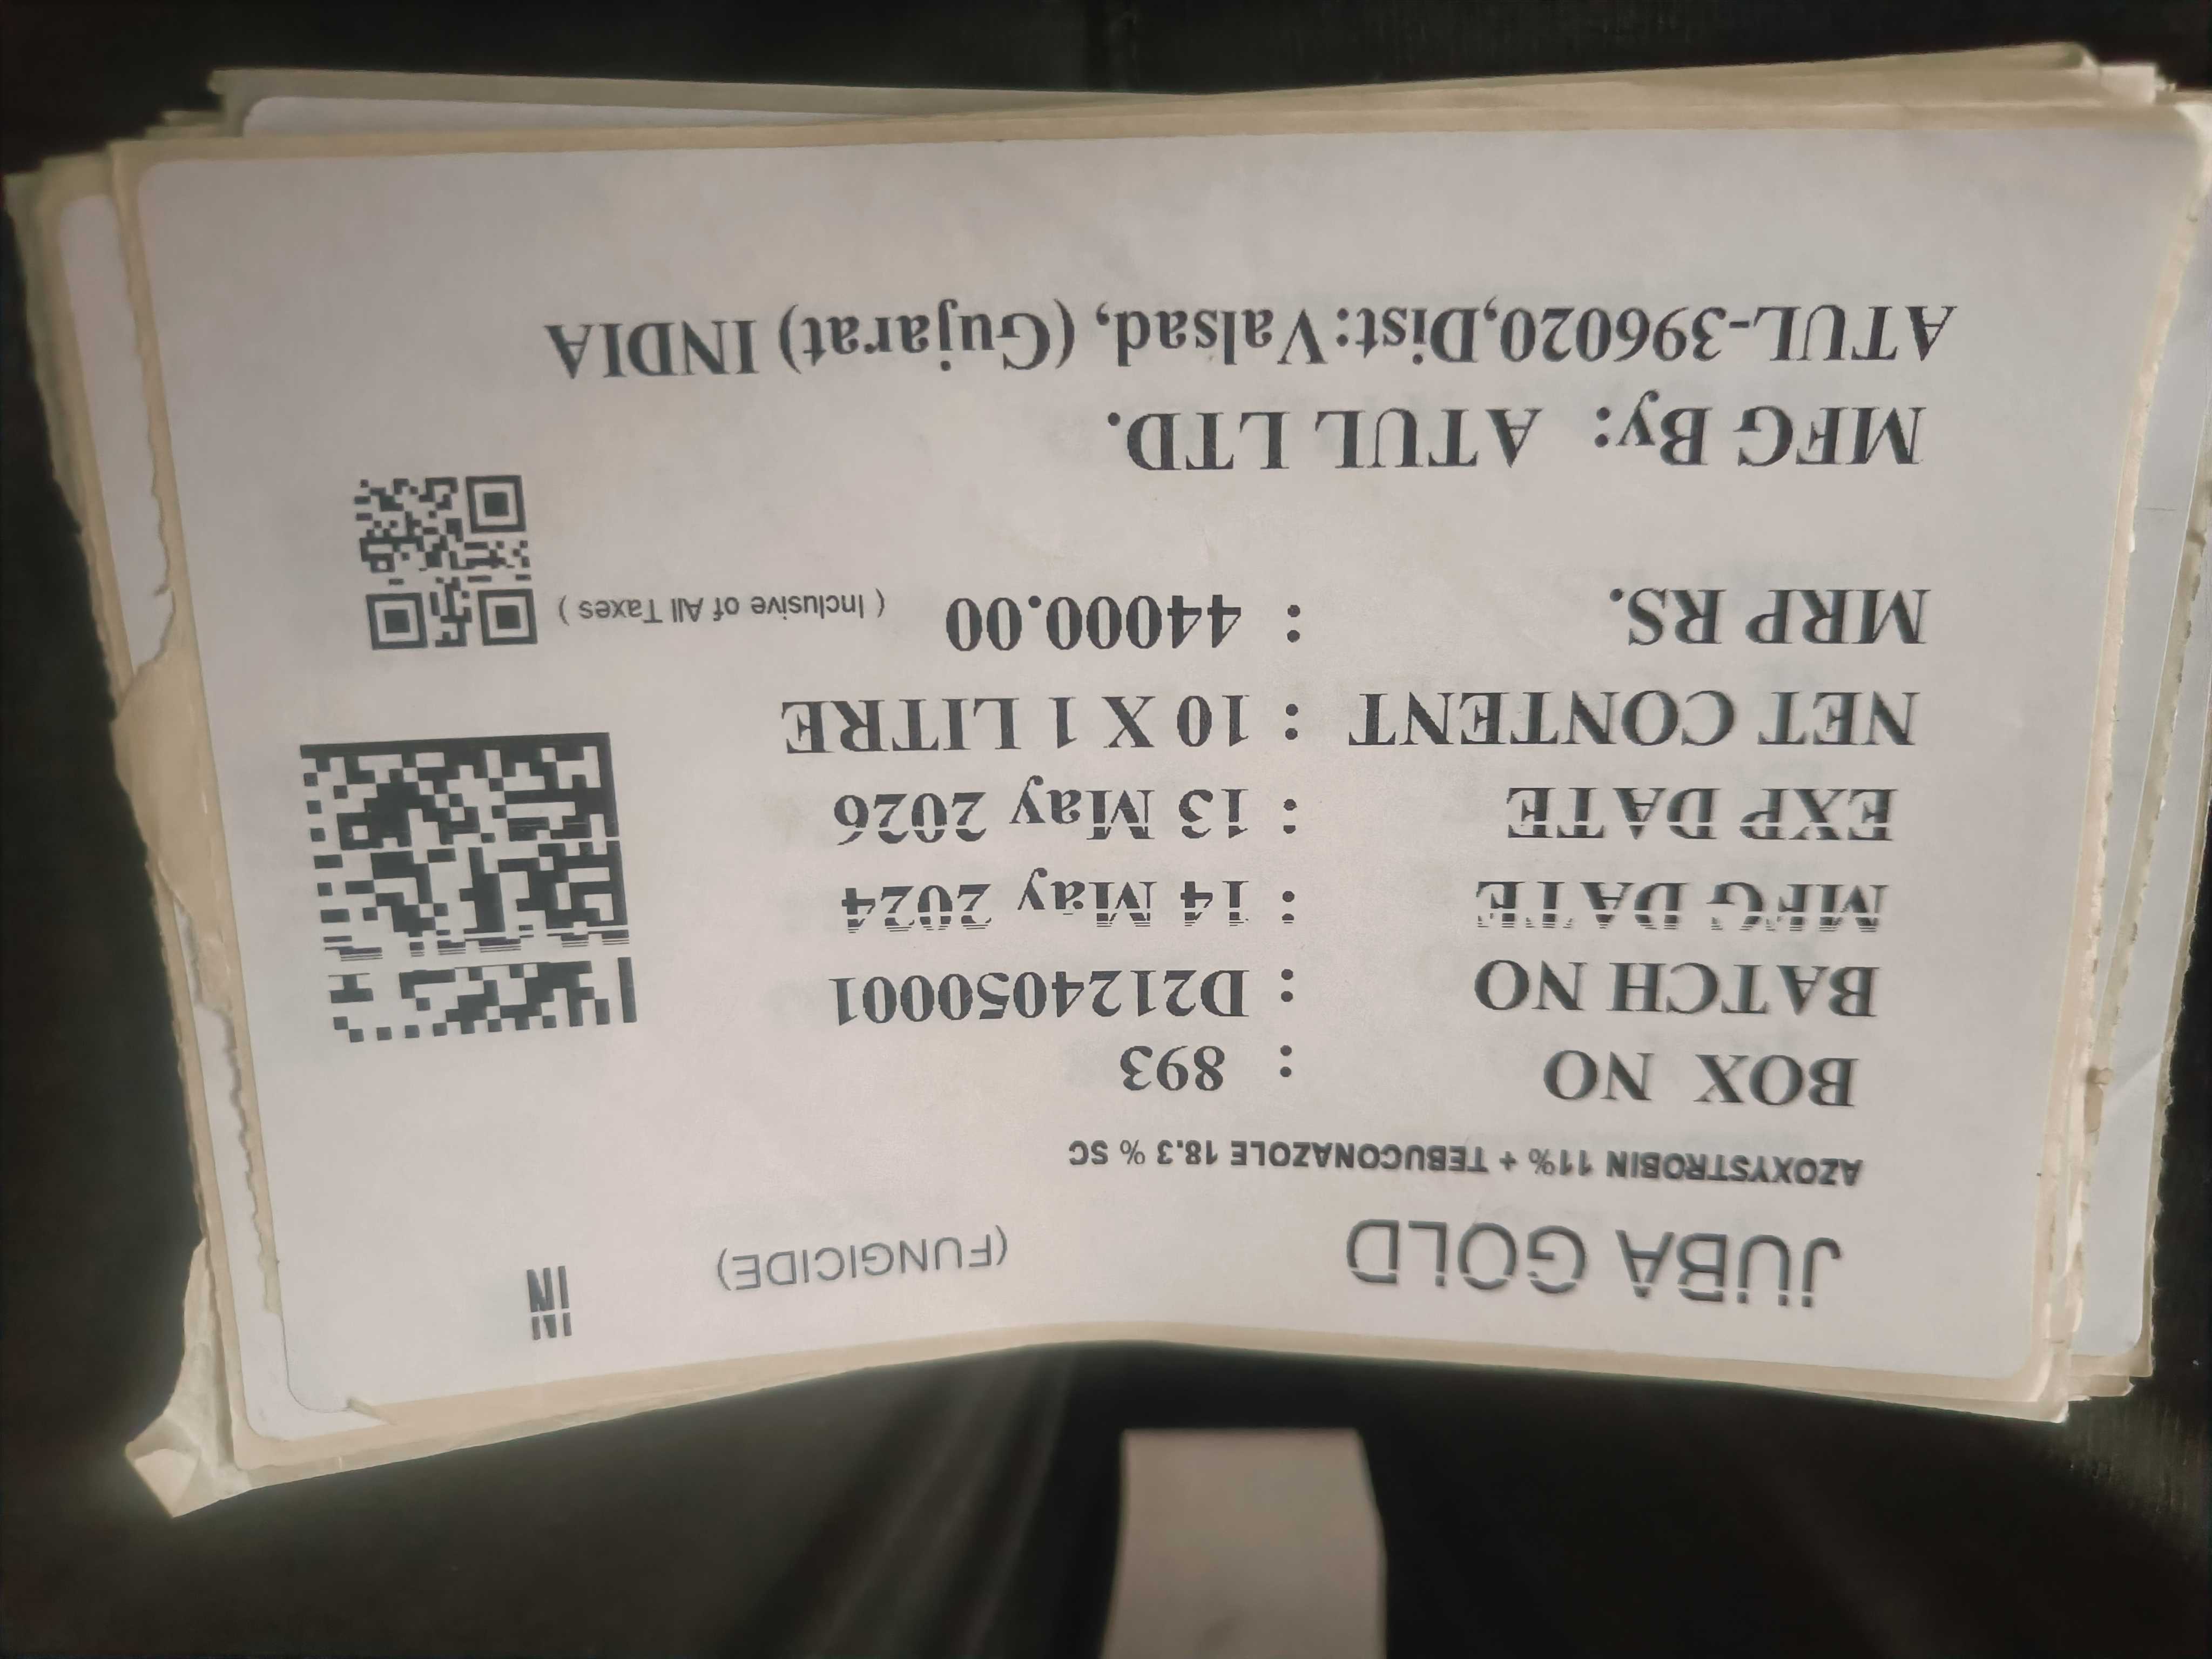 JUBA GOLD (FUNGICIDE) IN
AZOXYSTROBIN 11% + TEBUCONAZOLE 18.3 % SC
BOX NO : 893
BATCH NO : D2124050001
MFG DATE : 14 May 2024
EXP DATE : 13 May 2026
NET CONTENT : 10 X 1 LITRE
MRP RS. : 44000.00 ( Inclusive of All Taxes )
MFG By: ATUL LTD.
ATUL-396020,Dist:Valsad, (Gujarat) INDIA